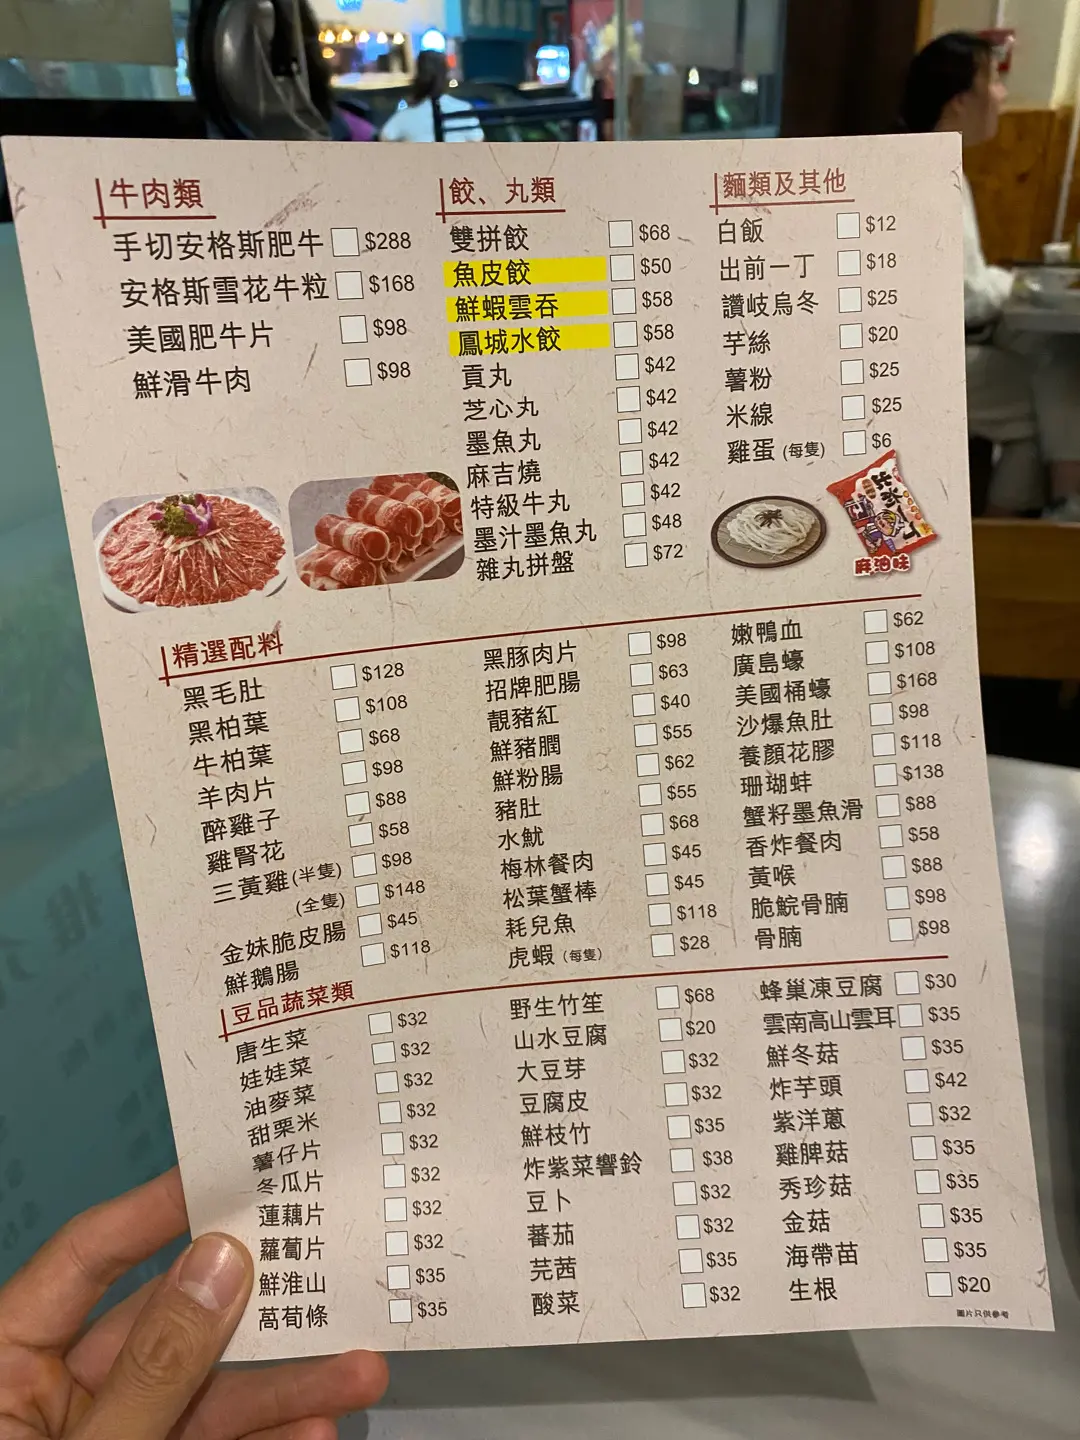 牛肉類
手切安格斯肥牛 $288
安格斯雪花牛粒 $168
美國肥牛片 $98
鮮滑牛肉 $98
餃、丸類
雙拼餃 $68
魚皮餃 $50
鮮蝦雲吞 $58
鳳城水餃 $58
貢丸 $42
芝心丸 $42
墨魚丸 $42
麻吉燒 $42
特級牛丸 $42
墨汁墨魚丸 $48
雜丸拼盤 $72
麵類及其他
白飯 $12
出前一丁 $18
讚岐烏冬 $25
芋絲 $20
薯粉 $25
米線 $25
雞蛋 (每隻) $6
麻油味
精選配料
黑毛肚 $128
黑柏葉 $108
牛柏葉 $68
羊肉片 $98
醉雞子 $88
雞腎花 $58
三黃雞 (半隻) $98
(全隻) $148
金妹脆皮腸 $45
鮮鵝腸 $118
黑豚肉片 $98
招牌肥腸 $63
靚豬紅 $40
鮮豬膶 $55
鮮粉腸 $62
豬肚 $55
水魷 $68
梅林餐肉 $45
松葉蟹棒 $45
耗兒魚 $118
虎蝦 (每隻) $28
嫩鴨血 $62
廣島蠔 $108
美國桶蠔 $168
沙爆魚肚 $98
養顏花膠 $118
珊瑚蚌 $138
蟹籽墨魚滑 $88
香炸餐肉 $58
黃喉 $88
脆鯇骨腩 $98
骨腩 $98
豆品蔬菜類
唐生菜 $32
娃娃菜 $32
油麥菜 $32
甜栗米 $32
薯仔片 $32
冬瓜片 $32
蓮藕片 $32
蘿蔔片 $32
鮮淮山 $35
萵荀條 $35
野生竹笙 $68
山水豆腐 $20
大豆芽 $32
豆腐皮 $32
鮮枝竹 $35
炸紫菜響鈴 $38
豆卜 $32
蕃茄 $32
芫茜 $35
酸菜 $32
蜂巢凍豆腐 $30
雲南高山雲耳 $35
鮮冬菇 $35
炸芋頭 $42
紫洋蔥 $32
雞脾菇 $35
秀珍菇 $35
金菇 $35
海帶苗 $35
生根 $20
圖片只供參考